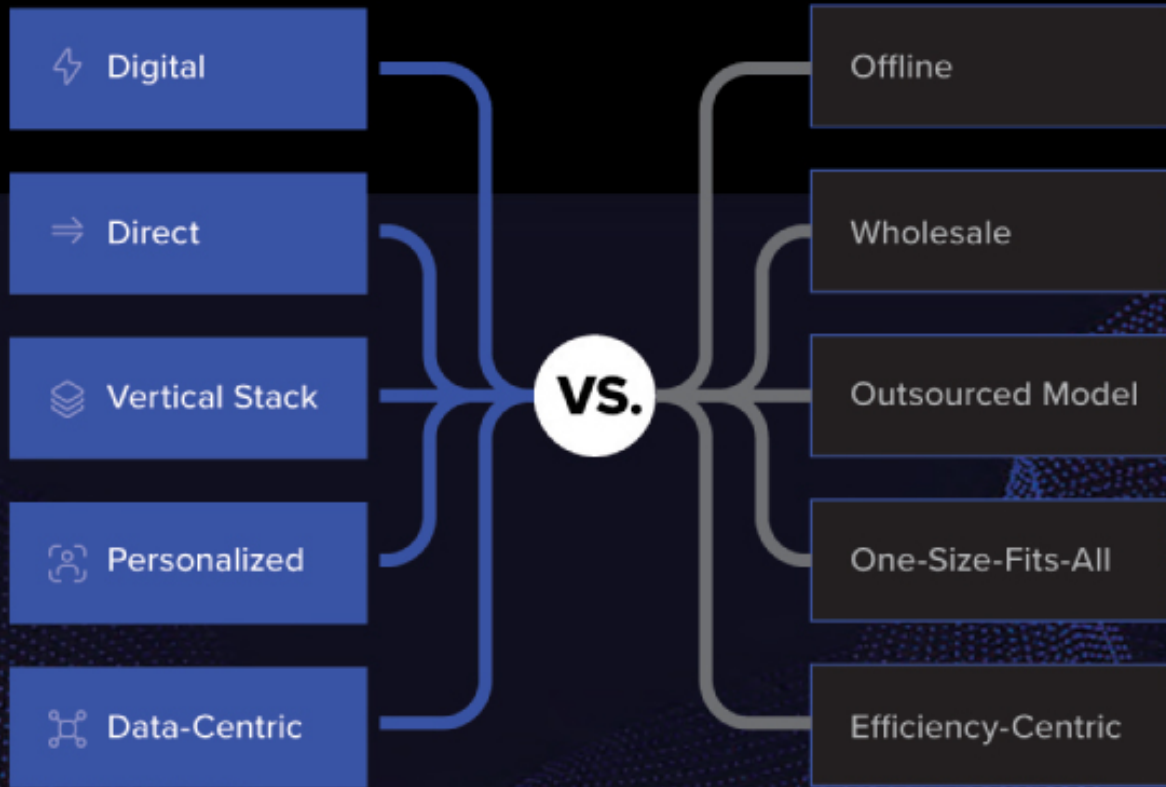 Digital
Offline
Direct
Wholesale
Vertical Stack
VS.
Outsourced Model
Personalized
One-Size-Fits-All
Data-Centric
Efficiency-Centric